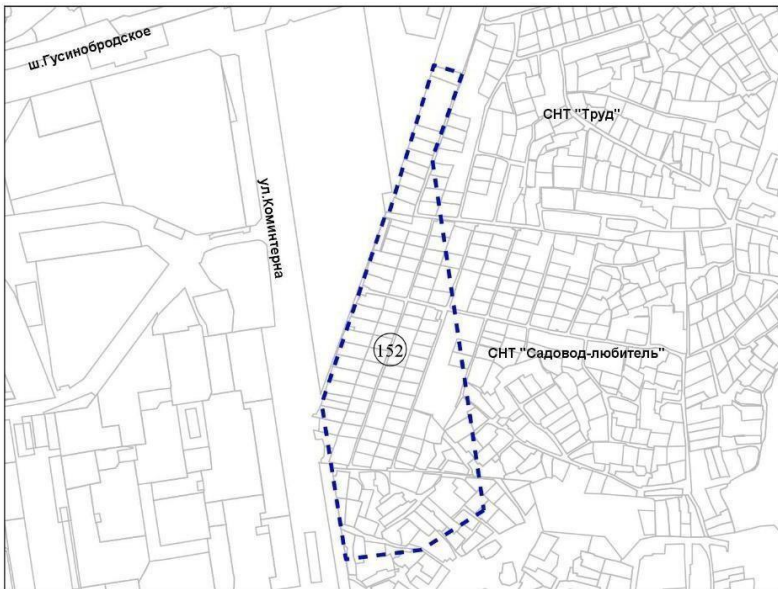 ш.Гусинобродское
СНТ "Труд"
ул.Коминтерна
152
СНТ "Садовод-любитель"